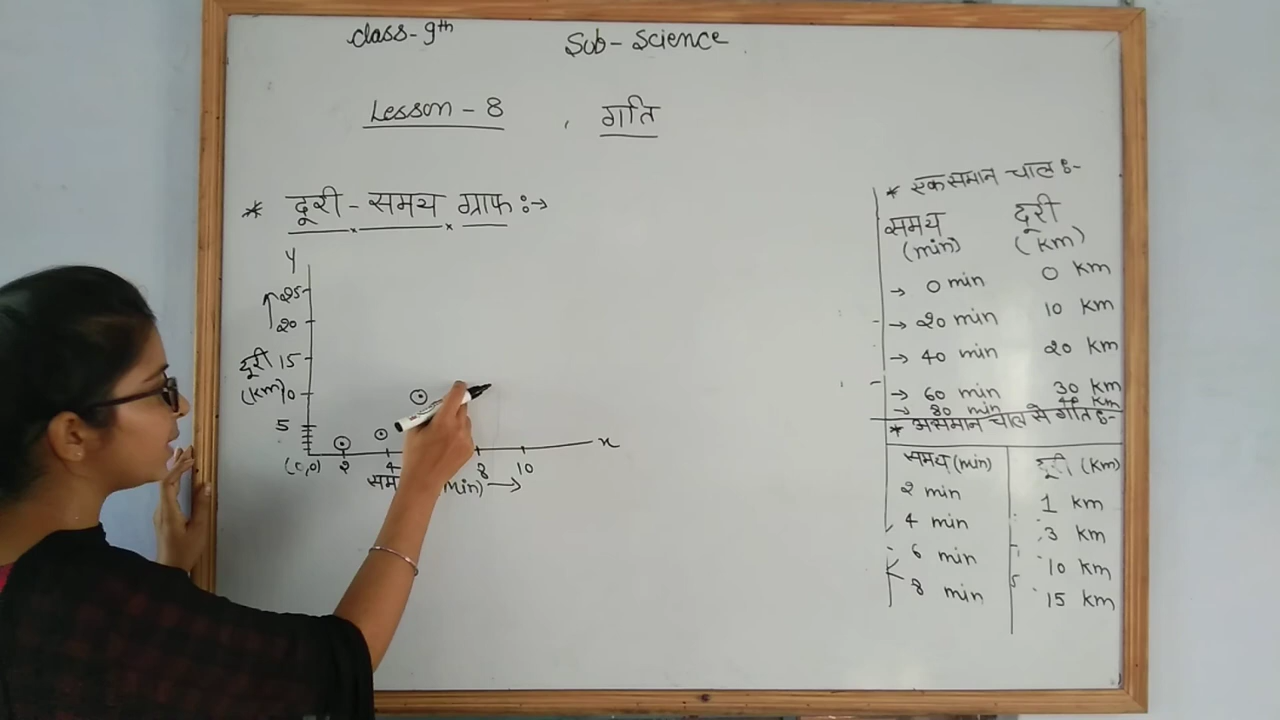 class-9th Sub-Science
Lesson-8, गति
* दूरी-समय ग्राफ :->
Y
25
20
दूरी 15
(Km) 10
5
(0,0) 2 4 8 10 x
min) ->
* एकसमान चाल :-
समय दूरी
(min) (Km)
-> 0 min 0 Km
-> 20 min 10 Km
-> 40 min 20 Km
-> 60 min 30 Km
-> 80 min 40 Km
* असमान चाल से गति :-
समय (min) दूरी (Km)
2 min 1 Km
4 min 3 Km
6 min 10 Km
8 min 15 Km